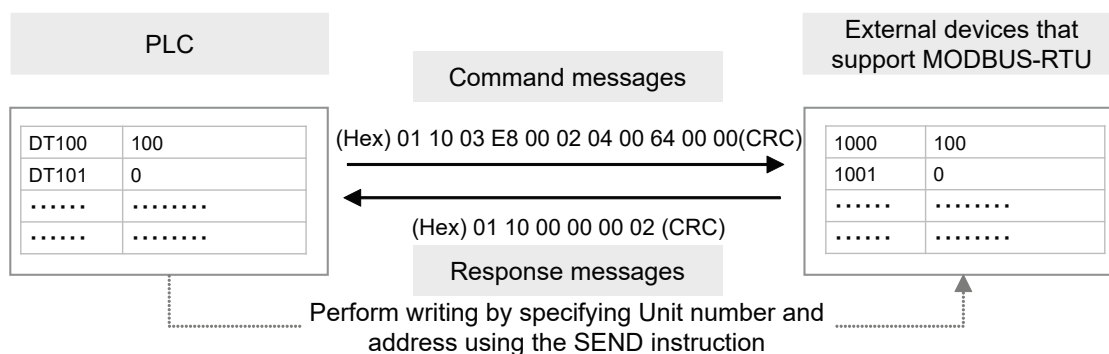 PLC
External devices that
support MODBUS-RTU
Command messages
(Hex) 01 10 03 E8 00 02 04 00 64 00 00(CRC)
DT100 100
DT101 0
······ ········
······ ········
1000 100
1001 0
······ ········
······ ········
(Hex) 01 10 00 00 00 02 (CRC)
Response messages
Perform writing by specifying Unit number and
address using the SEND instruction